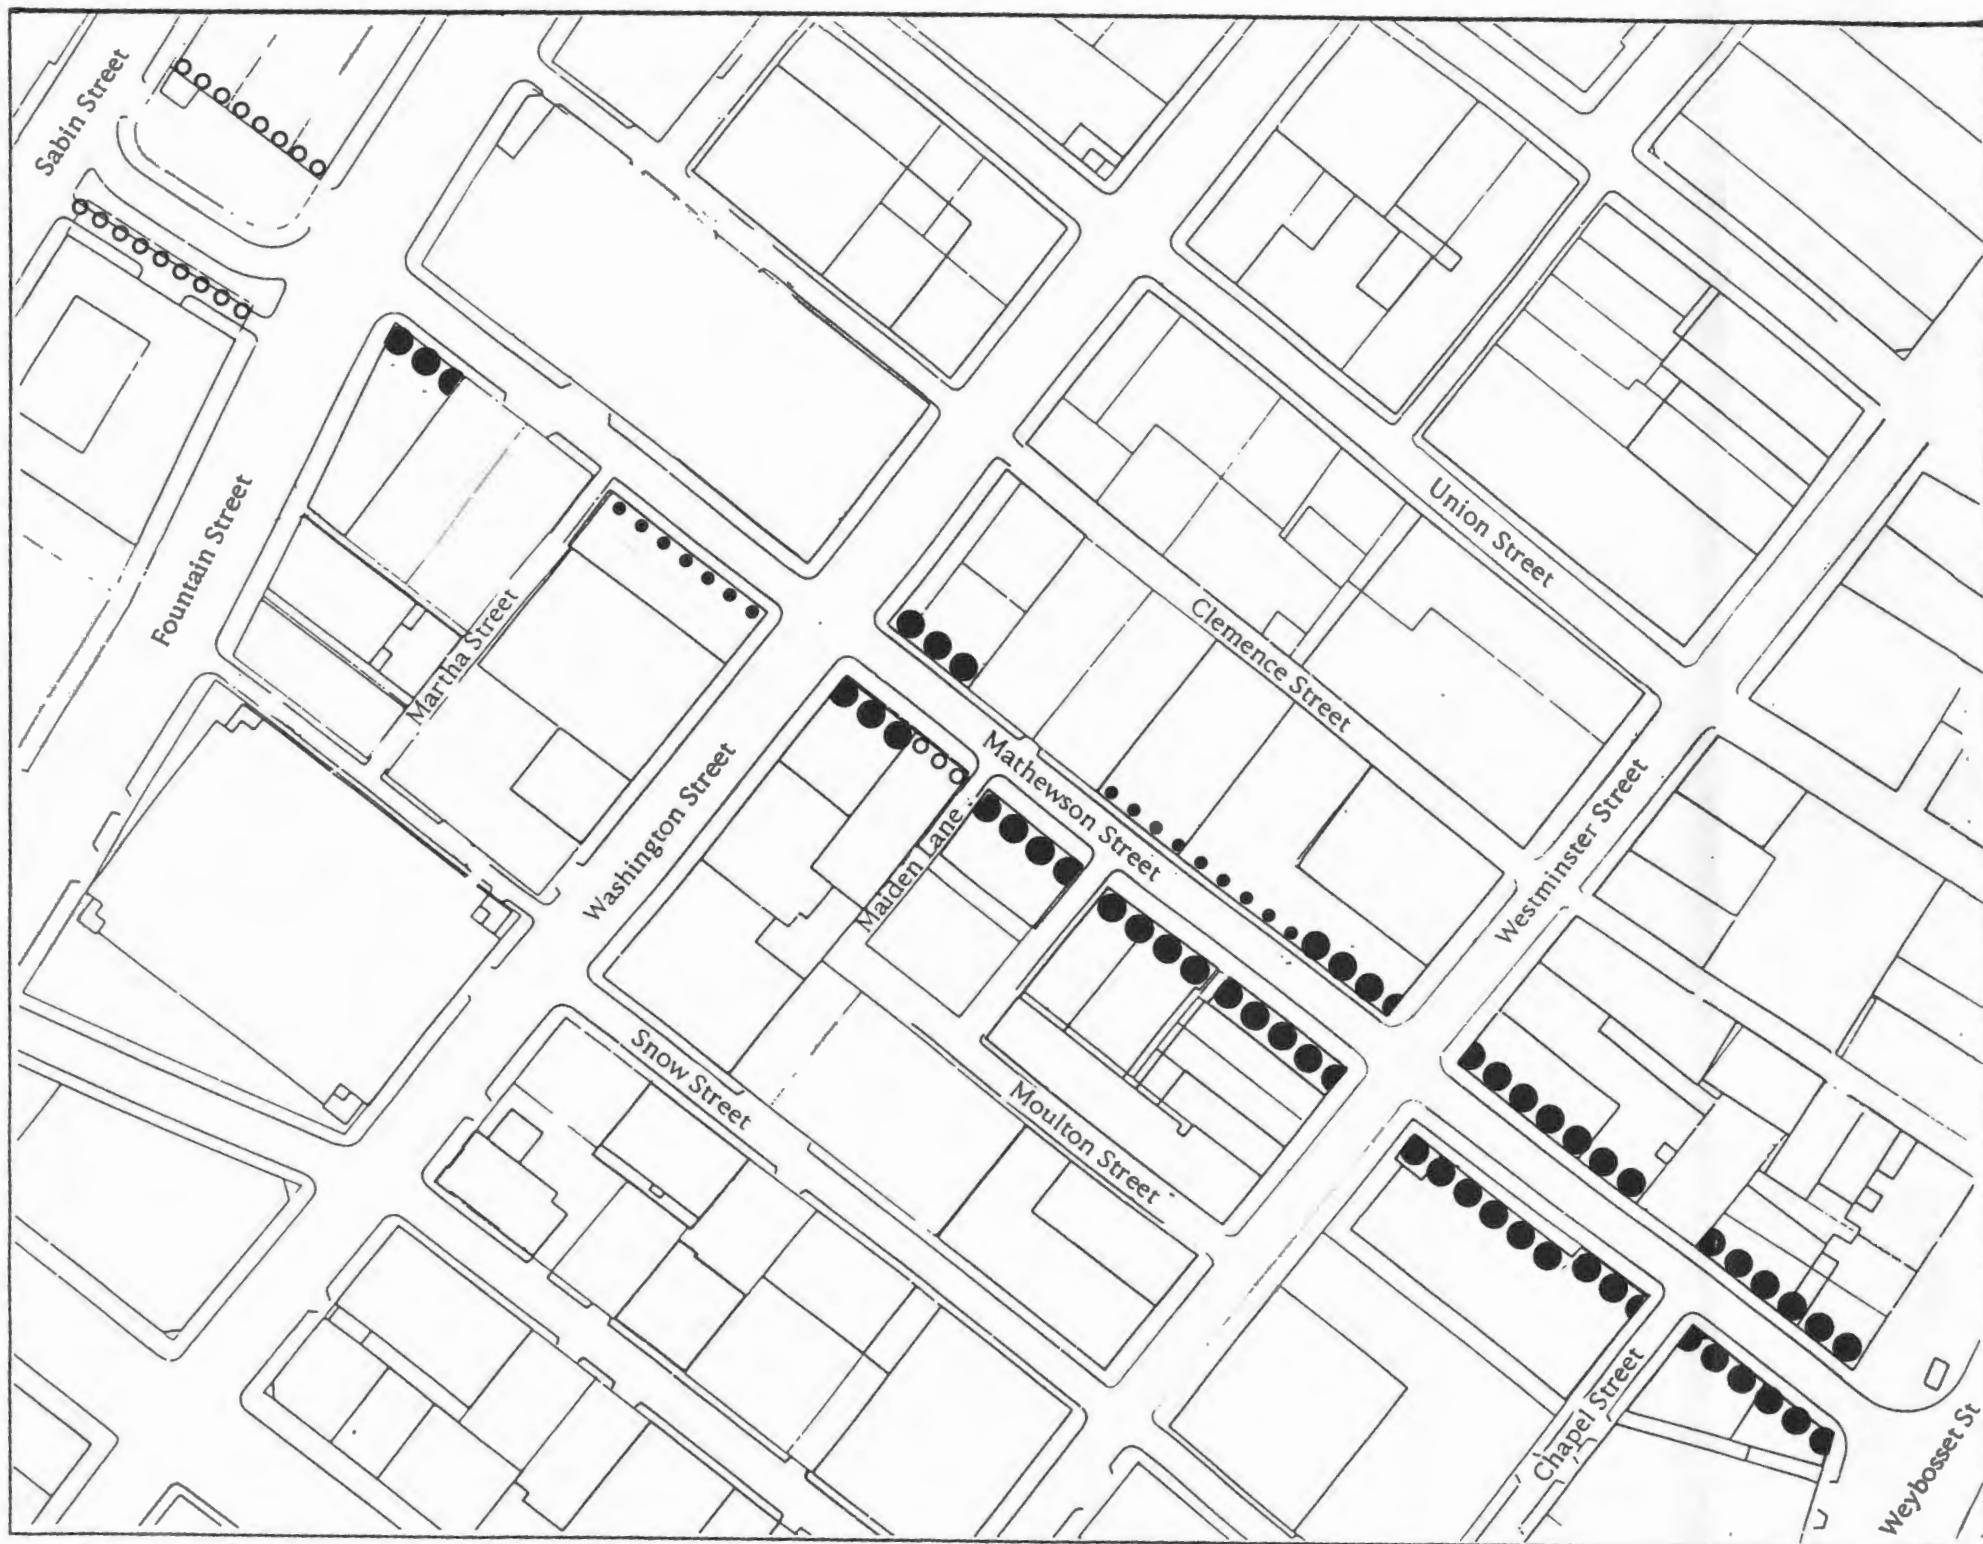 Sabin Street
Fountain Street
Martha Street
Washington Street
Union Street
Clemence Street
Mathewson Street
Maiden Lane
Westminster Street
Snow Street
Moulton Street
Chapel Street
Weybosset St